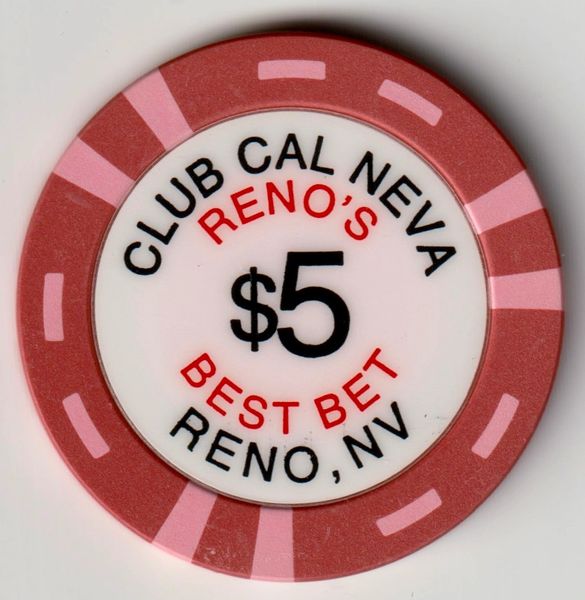 CLUB CAL NEVA
RENO'S
$5
BEST BET
RENO, NV